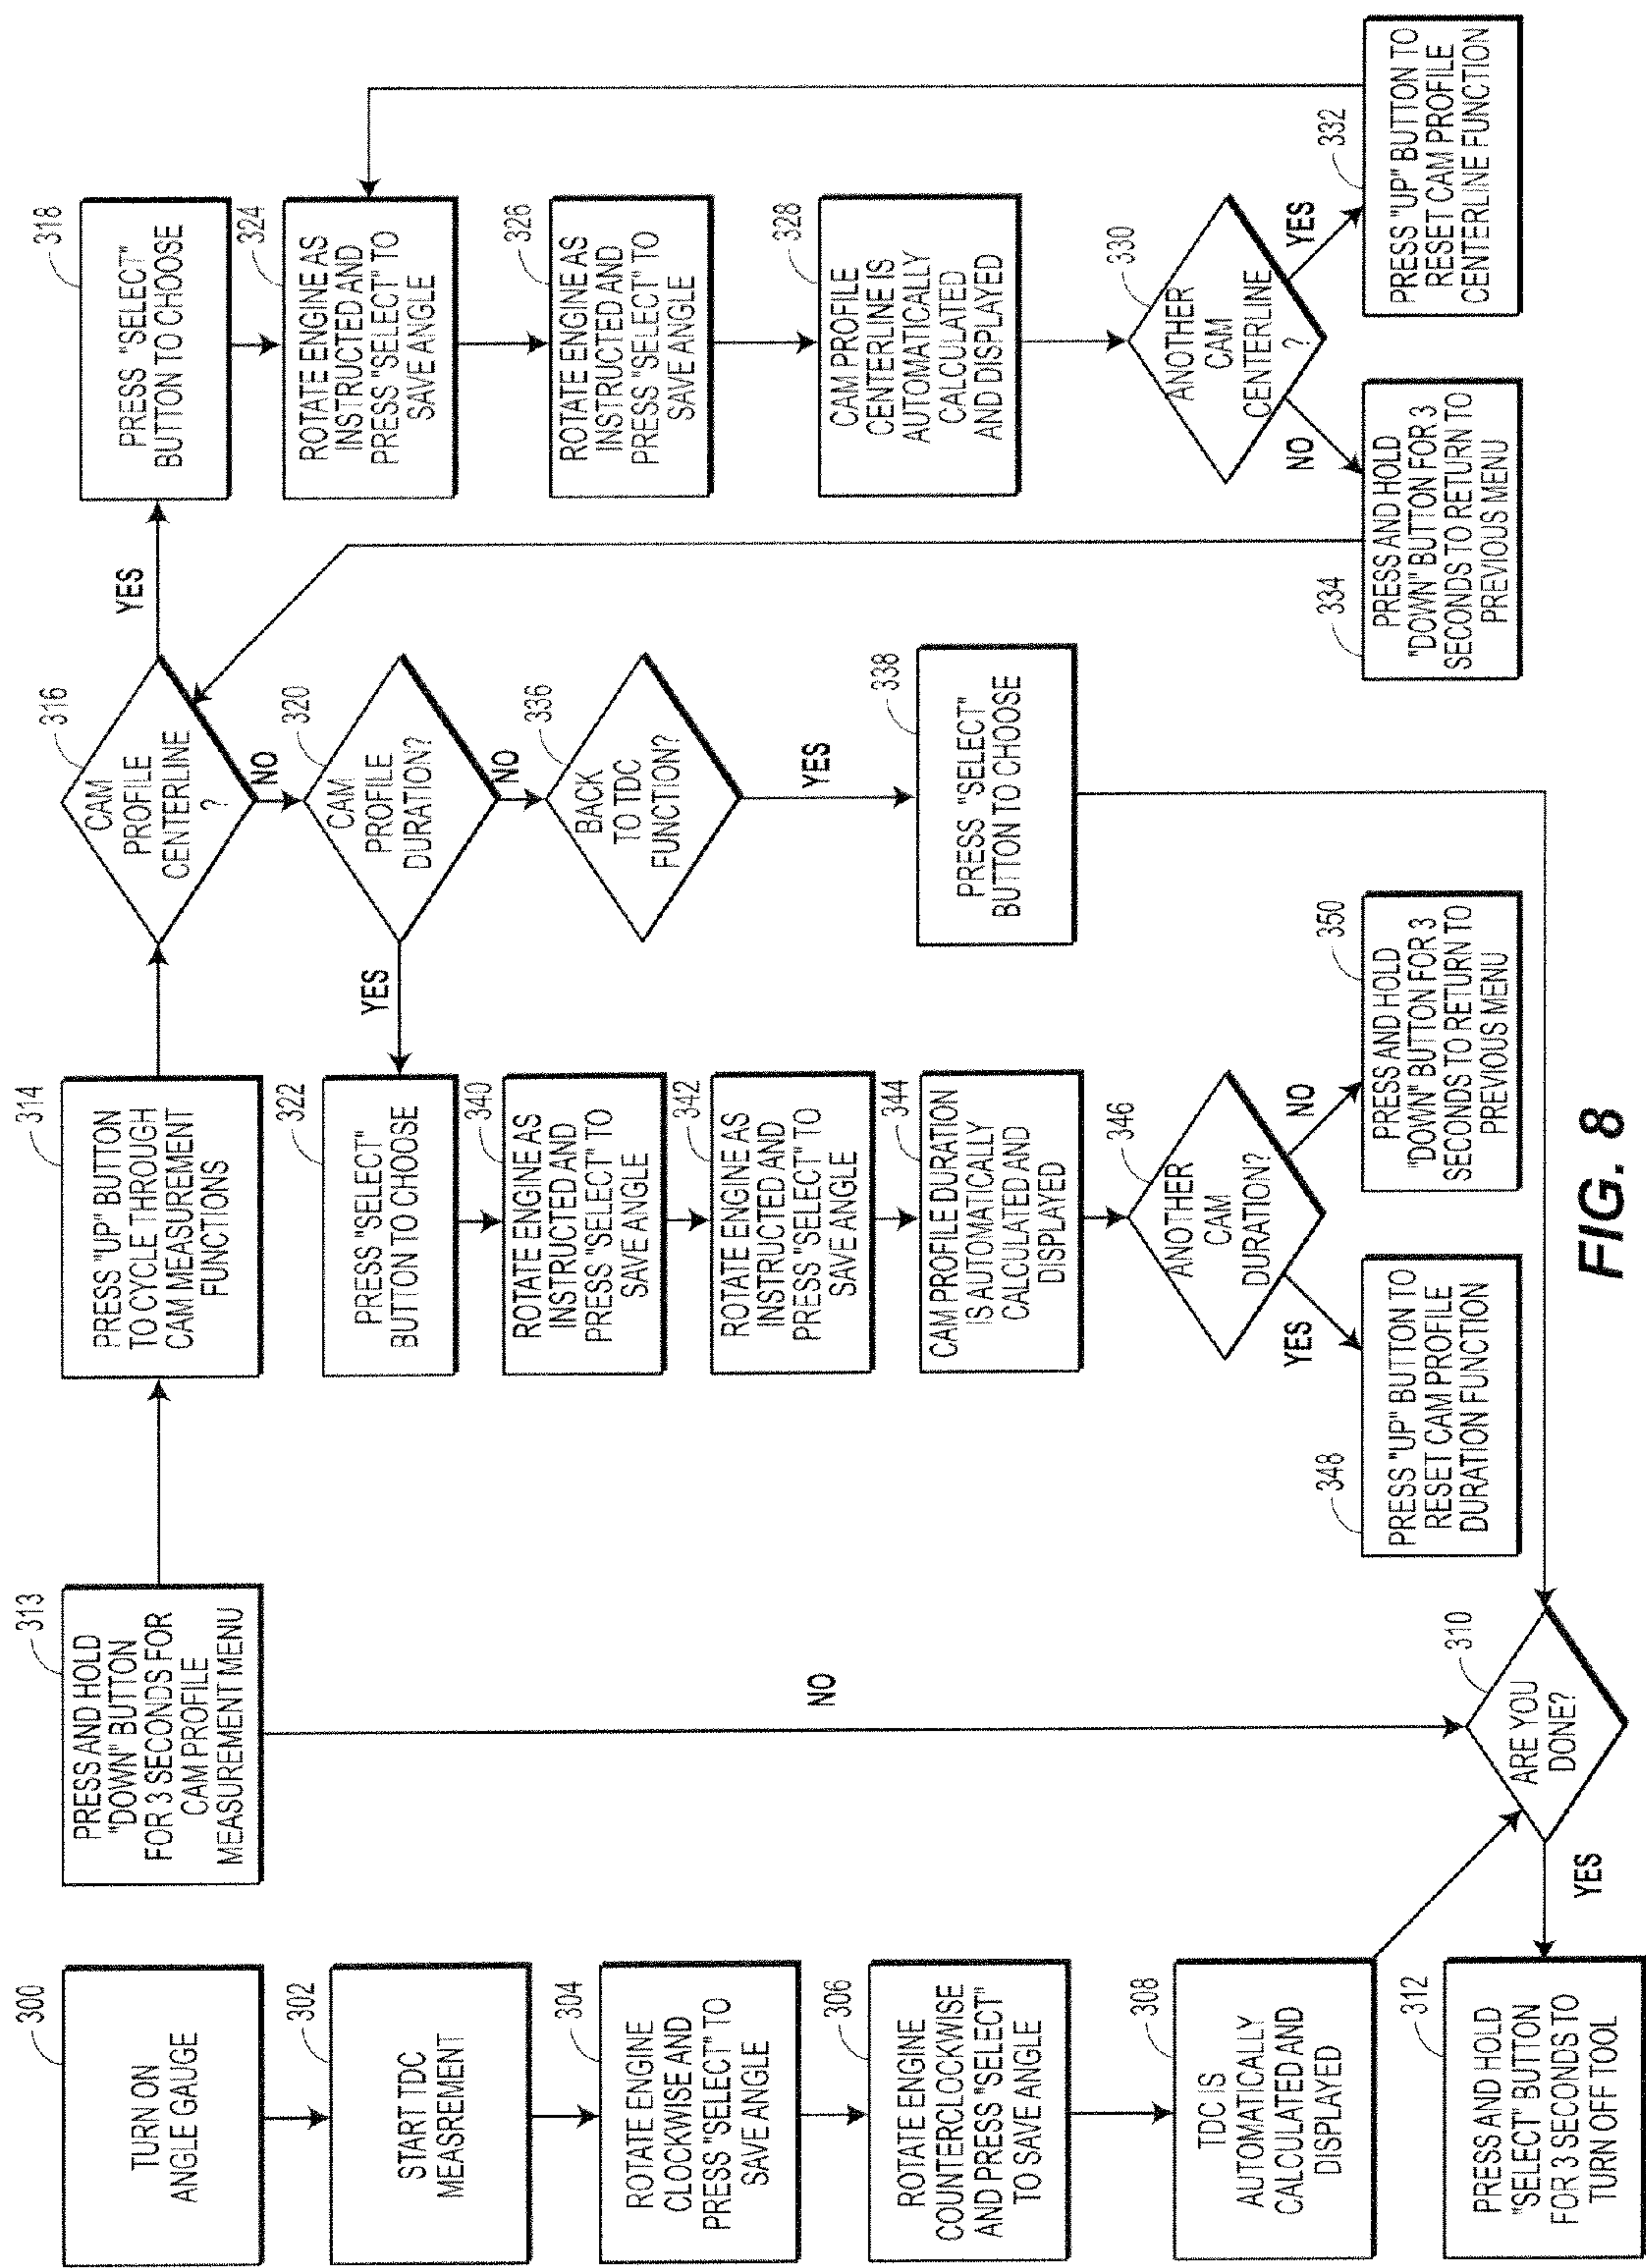 300
TURN ON
ANGLE GAUGE
302
START TDC
MEASREMENT
304
ROTATE ENGINE
CLOCKWISE AND
PRESS "SELECT" TO
SAVE ANGLE
306
ROTATE ENGINE
COUNTERCLOCKWISE
AND PRESS "SELECT"
TO SAVE ANGLE
308
TDC IS
AUTOMATICALLY
CALCULATED AND
DISPLAYED
312
PRESS AND HOLD
"SELECT" BUTTON
FOR 3 SECONDS TO
TURN OFF TOOL
YES
310
ARE YOU
DONE?
NO
313
PRESS AND HOLD
"DOWN" BUTTON
FOR 3 SECONDS FOR
CAM PROFILE
MEASUREMENT MENU
314
PRESS "UP" BUTTON
TO CYCLE THROUGH
CAM MEASUREMENT
FUNCTIONS
316
CAM
PROFILE
CENTERLINE
?
YES
NO
320
CAM
PROFILE
DURATION?
YES
NO
336
BACK
TO TDC
FUNCTION?
YES
338
PRESS "SELECT"
BUTTON TO CHOOSE
322
PRESS "SELECT"
BUTTON TO CHOOSE
340
ROTATE ENGINE AS
INSTRUCTED AND
PRESS "SELECT" TO
SAVE ANGLE
342
ROTATE ENGINE AS
INSTRUCTED AND
PRESS "SELECT" TO
SAVE ANGLE
344
CAM PROFILE DURATION
IS AUTOMATICALLY
CALCULATED AND
DISPLAYED
346
ANOTHER
CAM
DURATION?
YES
NO
348
PRESS "UP" BUTTON TO
RESET CAM PROFILE
DURATION FUNCTION
350
PRESS AND HOLD
"DOWN" BUTTON FOR 3
SECONDS TO RETURN TO
PREVIOUS MENU
318
PRESS "SELECT"
BUTTON TO CHOOSE
324
ROTATE ENGINE AS
INSTRUCTED AND
PRESS "SELECT" TO
SAVE ANGLE
326
ROTATE ENGINE AS
INSTRUCTED AND
PRESS "SELECT" TO
SAVE ANGLE
328
CAM PROFILE
CENTERLINE IS
AUTOMATICALLY
CALCULATED
AND DISPLAYED
330
ANOTHER
CAM
CENTERLINE
?
NO
YES
334
PRESS AND HOLD
"DOWN" BUTTON FOR 3
SECONDS TO RETURN TO
PREVIOUS MENU
332
PRESS "UP" BUTTON TO
RESET CAM PROFILE
CENTERLINE FUNCTION
FIG. 8